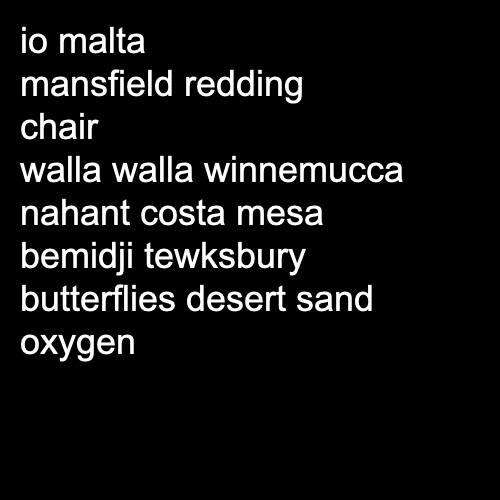 io malta
mansfield redding
chair
walla walla winnemucca
nahant costa mesa
bemidji tewksbury
butterflies desert sand
oxygen